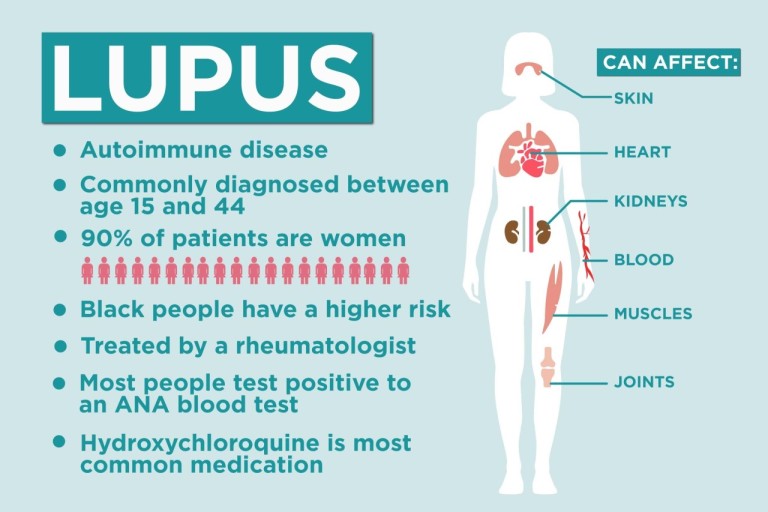 LUPUS
Autoimmune disease
Commonly diagnosed between
age 15 and 44
90% of patients are women
Black people have a higher risk
Treated by a rheumatologist
Most people test positive to
an ANA blood test
Hydroxychloroquine is most
common medication
CAN AFFECT:
SKIN
HEART
KIDNEYS
BLOOD
MUSCLES
JOINTS